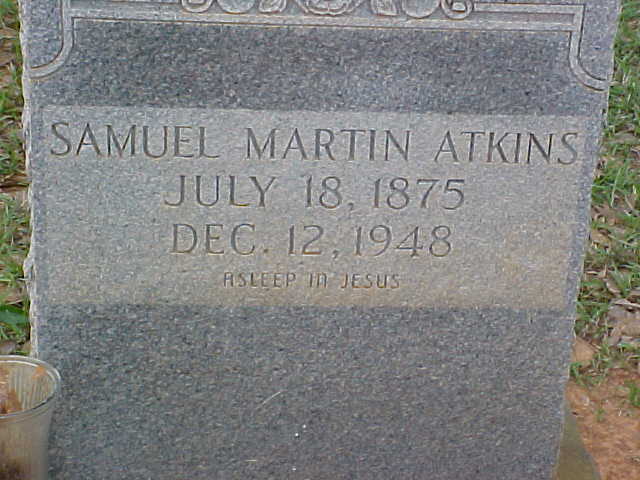 SAMUEL MARTIN ATKINS
JULY 18, 1875
DEC. 12, 1948
ASLEEP IN JESUS